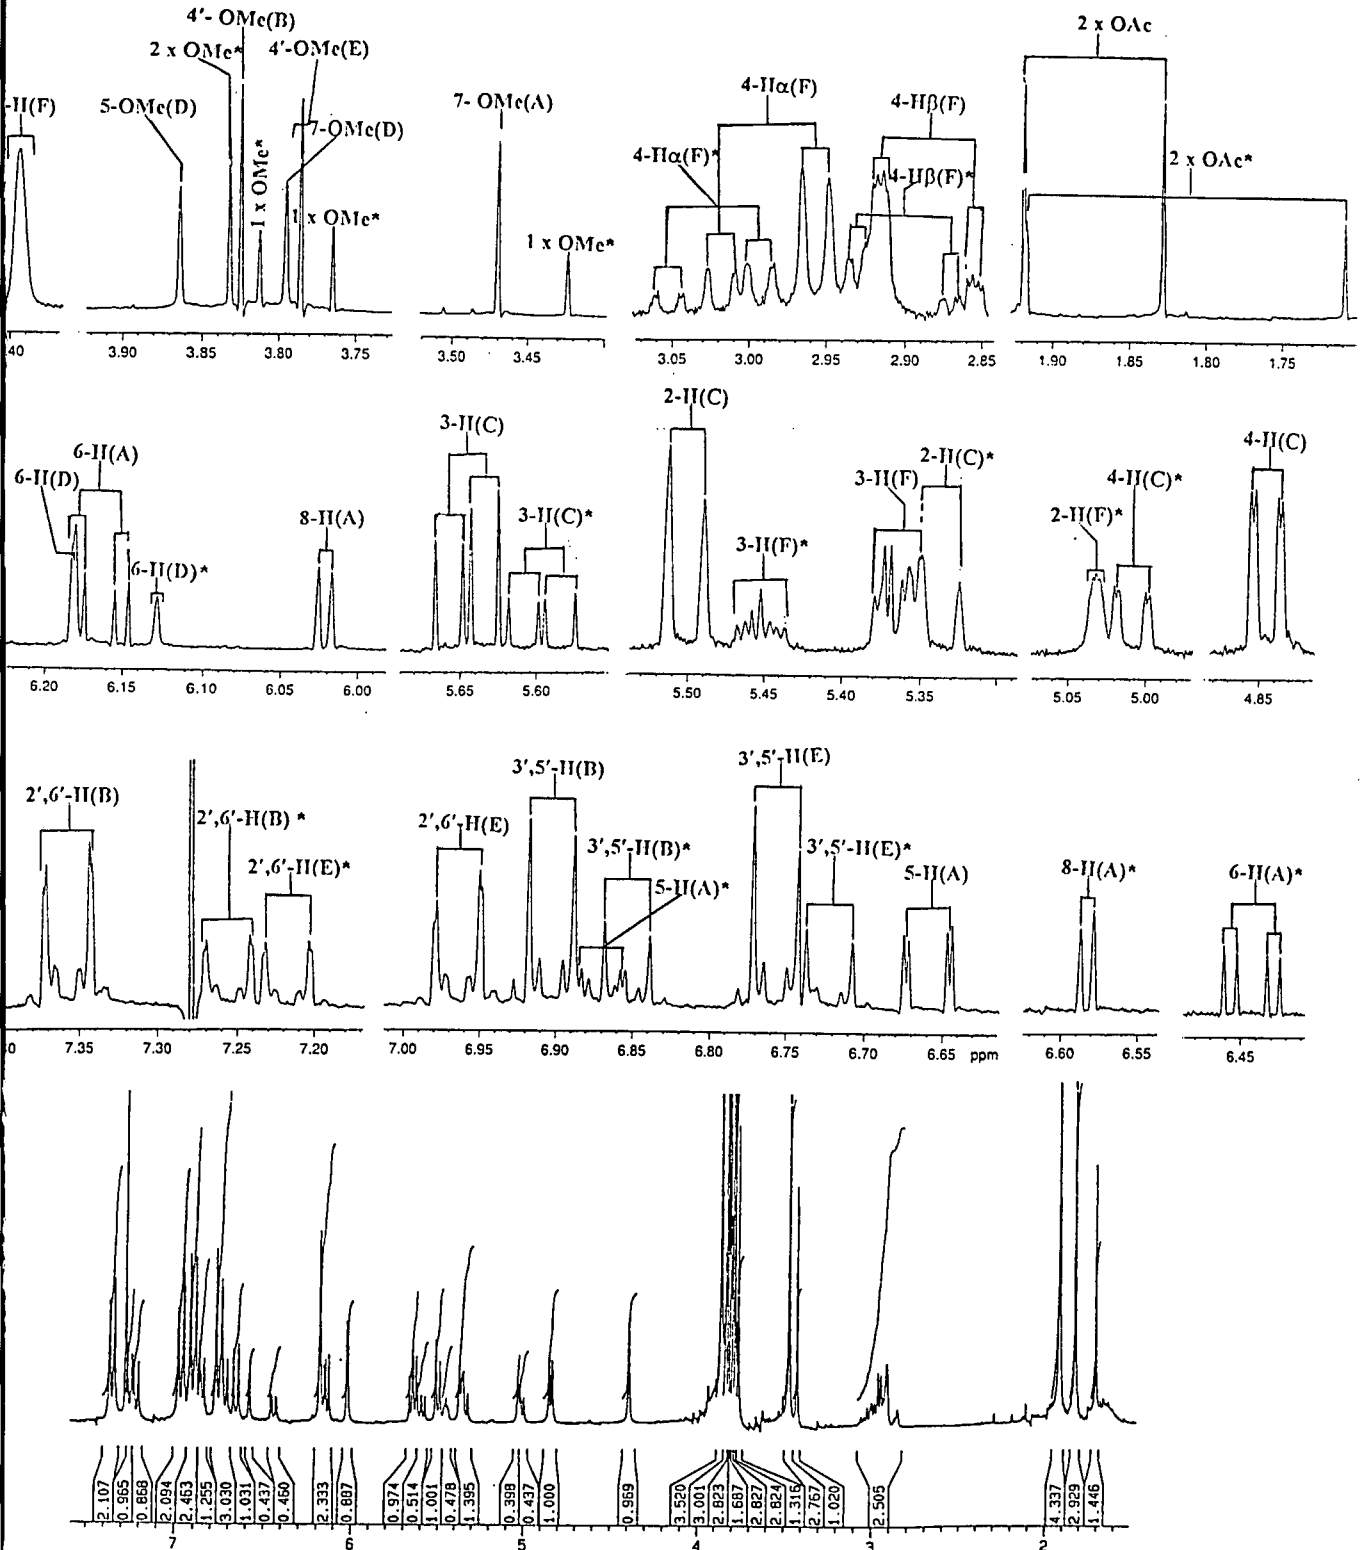 4'- OMe(B)
2 x OMe* 4'-OMe(E) 2 x OAc
-H(F) 5-OMe(D) 7- OMe(A) 4-Hα(F) 4-Hβ(F)
7-OMe(D)
1 x OMe* 4-Hα(F)* 4-Hβ(F)* 2 x OAc*
1 x OMe* 1 x OMe*
40 3.90 3.85 3.80 3.75 3.50 3.45 3.05 3.00 2.95 2.90 2.85 1.90 1.85 1.80 1.75
2-H(C)
3-H(C)
6-H(A) 2-H(C)* 4-H(C)
6-H(D) 3-H(F) 4-H(C)*
8-H(A) 3-H(C)* 2-H(F)*
3-H(F)*
6-H(D)*
6.20 6.15 6.10 6.05 6.00 5.65 5.60 5.50 5.45 5.40 5.35 5.05 5.00 4.85
3',5'-H(B) 3',5'-H(E)
2',6'-H(B)
2',6'-H(B) * 2',6'-H(E)
3',5'-H(B)* 3',5'-H(E)*
2',6'-H(E)* 5-H(A) 8-H(A)* 6-H(A)*
5-H(A)*
7.35 7.30 7.25 7.20 7.00 6.95 6.90 6.85 6.80 6.75 6.70 6.65 ppm 6.60 6.55 6.45
2.107 0.965 0.868 2.094 2.463 1.255 3.030 1.031 0.437 0.460 2.333 0.887 0.974 0.514 1.001 0.478 1.395 0.398 0.437 1.000 0.969 3.520 3.001 2.823 1.687 2.827 2.824 1.316 2.767 1.020 2.505 4.337 2.929 1.446
7 6 5 4 3 2